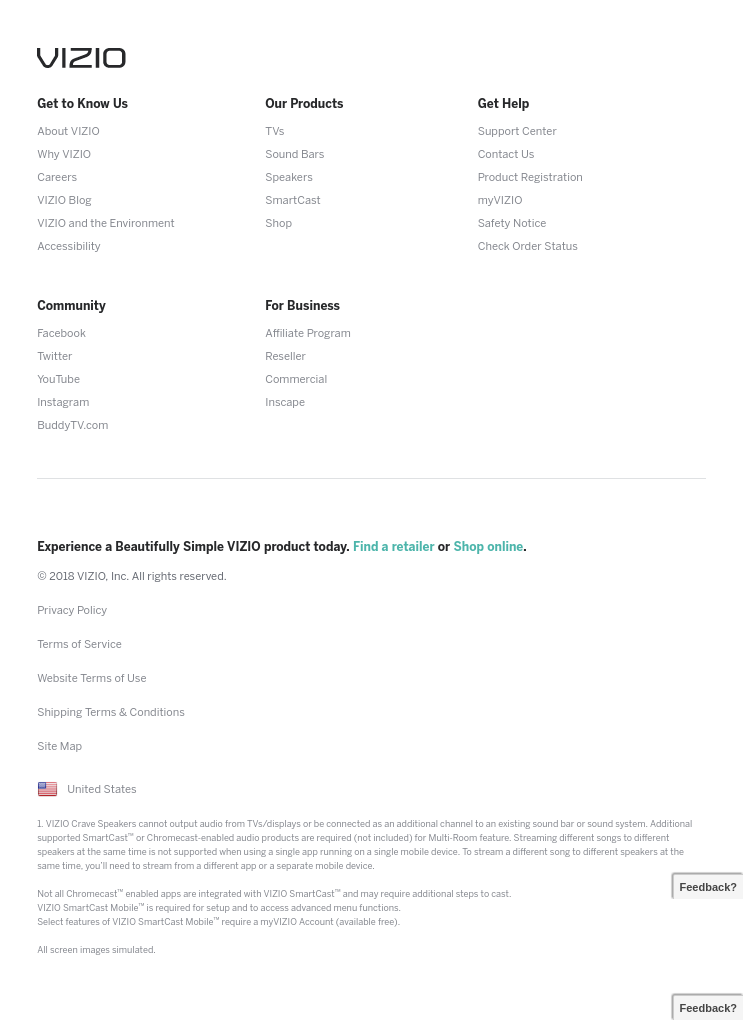 VIZIO
Get to Know Us
About VIZIO
Why VIZIO
Careers
VIZIO Blog
VIZIO and the Environment
Accessibility
Our Products
TVs
Sound Bars
Speakers
SmartCast
Shop
Get Help
Support Center
Contact Us
Product Registration
myVIZIO
Safety Notice
Check Order Status
Community
Facebook
Twitter
YouTube
Instagram
BuddyTV.com
For Business
Affiliate Program
Reseller
Commercial
Inscape
Experience a Beautifully Simple VIZIO product today. Find a retailer or Shop online.
© 2018 VIZIO, Inc. All rights reserved.
Privacy Policy
Terms of Service
Website Terms of Use
Shipping Terms & Conditions
Site Map
United States
1. VIZIO Crave Speakers cannot output audio from TVs/displays or be connected as an additional channel to an existing sound bar or sound system. Additional
supported SmartCast™ or Chromecast-enabled audio products are required (not included) for Multi-Room feature. Streaming different songs to different
speakers at the same time is not supported when using a single app running on a single mobile device. To stream a different song to different speakers at the
same time, you'll need to stream from a different app or a separate mobile device.
Not all Chromecast™ enabled apps are integrated with VIZIO SmartCast™ and may require additional steps to cast.
VIZIO SmartCast Mobile™ is required for setup and to access advanced menu functions.
Select features of VIZIO SmartCast Mobile™ require a myVIZIO Account (available free).
All screen images simulated.
Feedback?
Feedback?